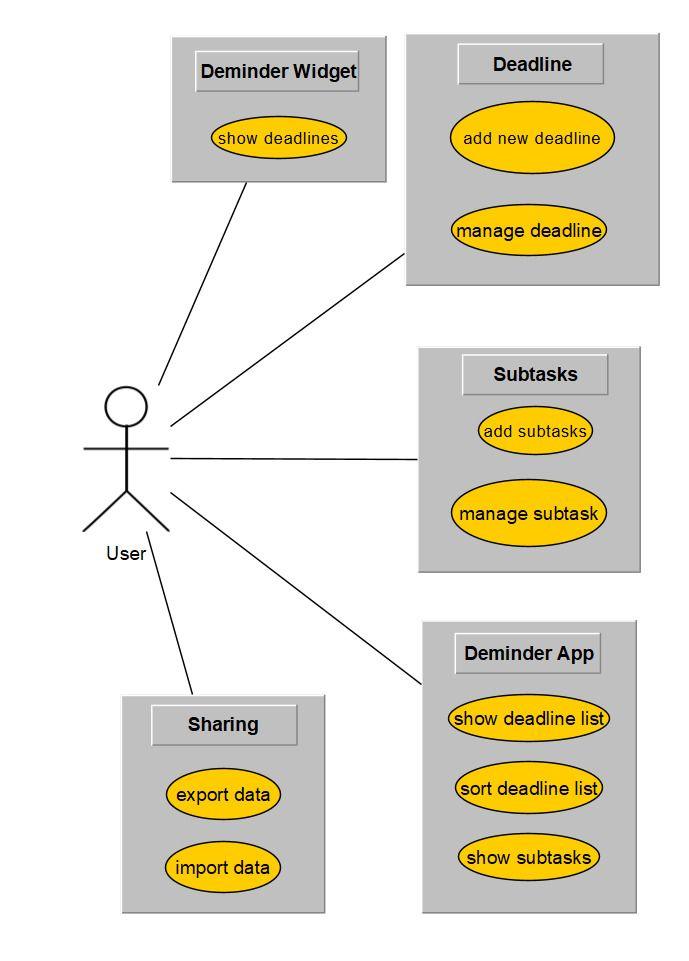 Deminder Widget
show deadlines
Deadline
add new deadline
manage deadline
Subtasks
add subtasks
manage subtask
User
Deminder App
show deadline list
sort deadline list
show subtasks
Sharing
export data
import data